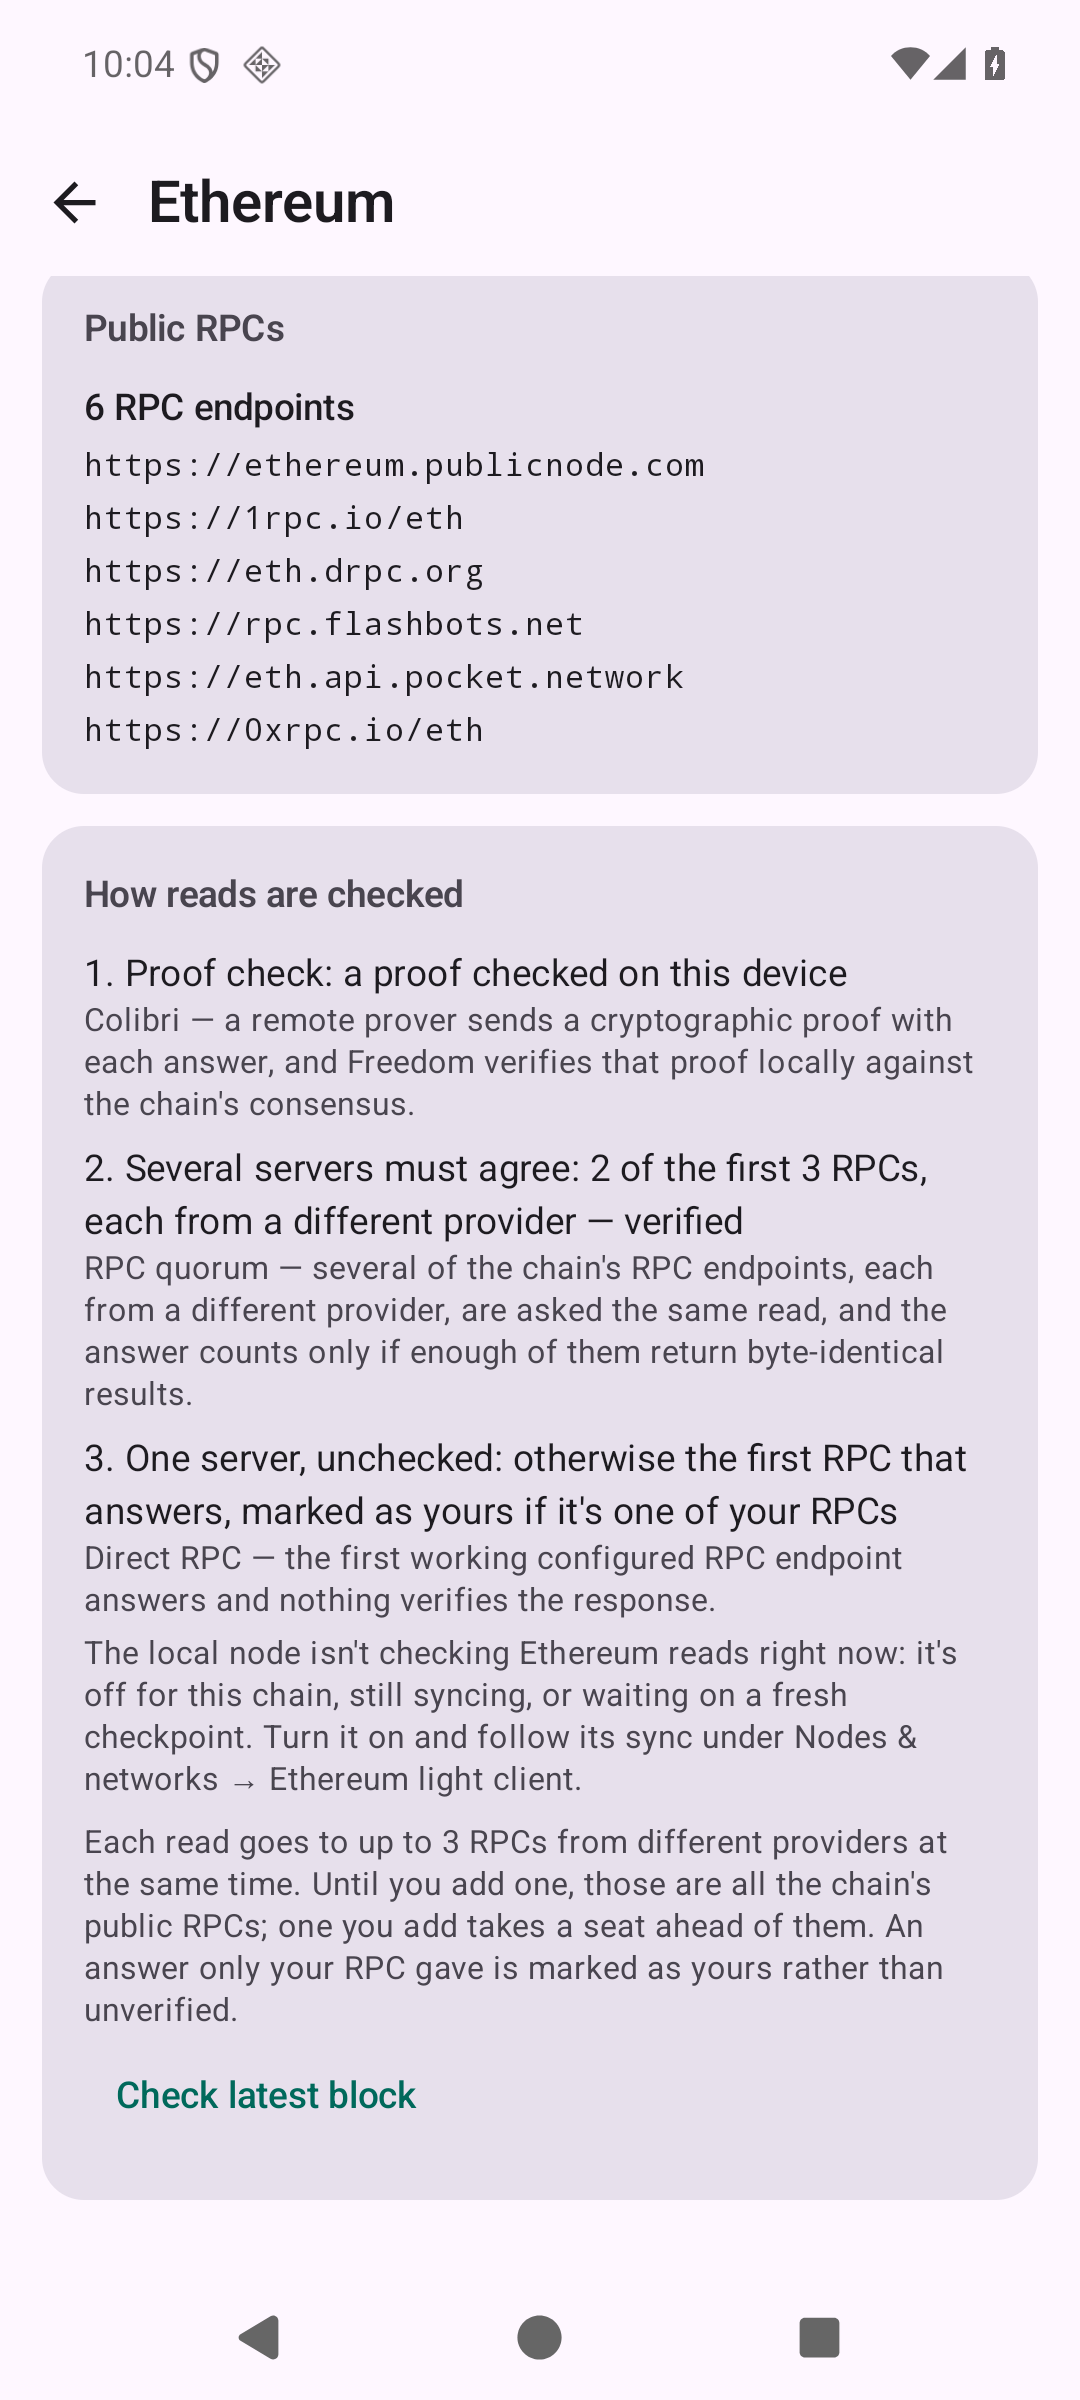 10:04
Ethereum
Public RPCs
6 RPC endpoints
https://ethereum.publicnode.com
https://1rpc.io/eth
https://eth.drpc.org
https://rpc.flashbots.net
https://eth.api.pocket.network
https://0xrpc.io/eth
How reads are checked
1. Proof check: a proof checked on this device
Colibri — a remote prover sends a cryptographic proof with
each answer, and Freedom verifies that proof locally against
the chain's consensus.
2. Several servers must agree: 2 of the first 3 RPCs,
each from a different provider — verified
RPC quorum — several of the chain's RPC endpoints, each
from a different provider, are asked the same read, and the
answer counts only if enough of them return byte-identical
results.
3. One server, unchecked: otherwise the first RPC that
answers, marked as yours if it's one of your RPCs
Direct RPC — the first working configured RPC endpoint
answers and nothing verifies the response.
The local node isn't checking Ethereum reads right now: it's
off for this chain, still syncing, or waiting on a fresh
checkpoint. Turn it on and follow its sync under Nodes &
networks → Ethereum light client.
Each read goes to up to 3 RPCs from different providers at
the same time. Until you add one, those are all the chain's
public RPCs; one you add takes a seat ahead of them. An
answer only your RPC gave is marked as yours rather than
unverified.
Check latest block